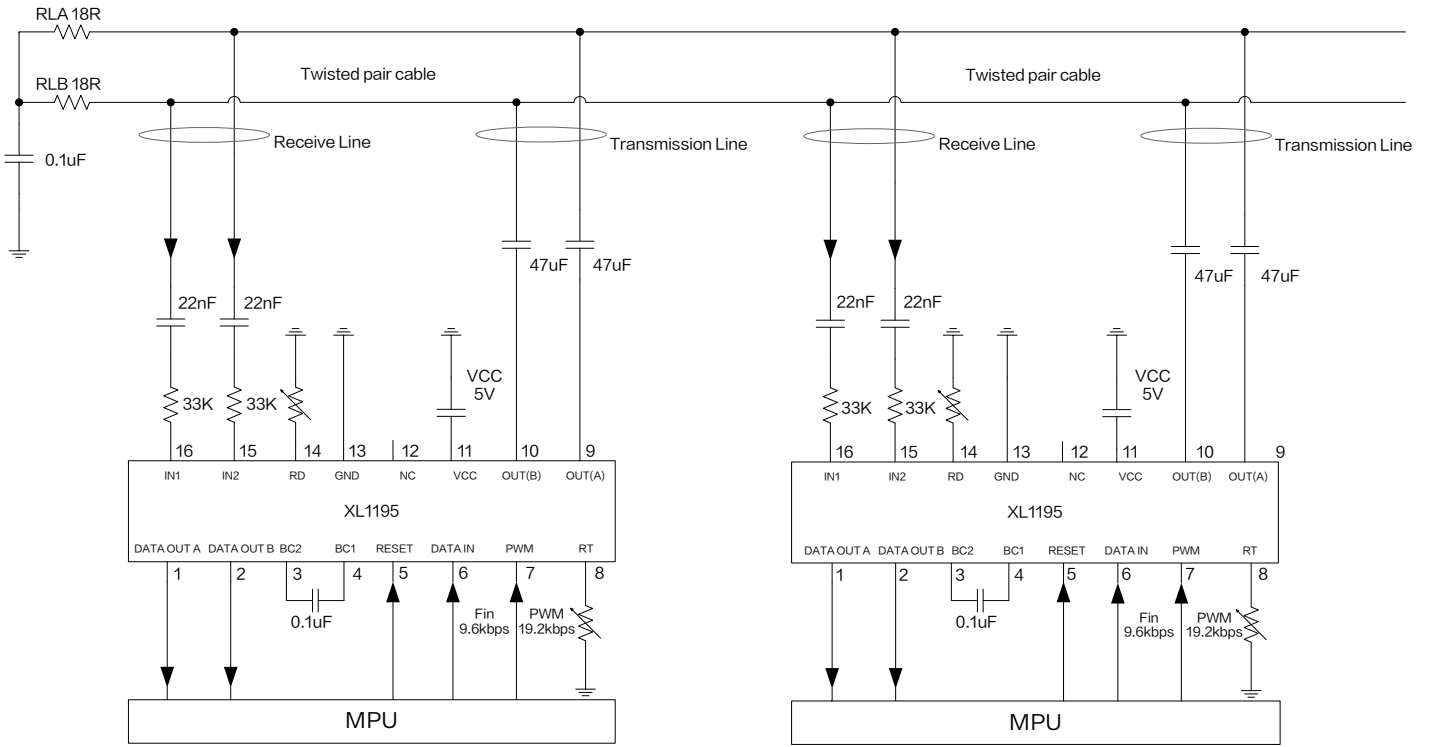 RLA 18R
Twisted pair cable
Twisted pair cable
RLB 18R
Receive Line
Transmission Line
Receive Line
Transmission Line
0.1uF
47uF
47uF
47uF
47uF
22nF
22nF
22nF
22nF
VCC
5V
VCC
5V
33K
33K
33K
33K
16
15
14
13
12
11
10
9
16
15
14
13
12
11
10
9
IN1
IN2
RD
GND
NC
VCC
OUT(B)
OUT(A)
IN1
IN2
RD
GND
NC
VCC
OUT(B)
OUT(A)
XL1195
XL1195
DATA OUT A
DATA OUT B
BC2
BC1
RESET
DATA IN
PWM
RT
DATA OUT A
DATA OUT B
BC2
BC1
RESET
DATA IN
PWM
RT
1
2
3
4
5
6
7
8
1
2
3
4
5
6
7
8
0.1uF
Fin
9.6kbps
PWM
19.2kbps
0.1uF
Fin
9.6kbps
PWM
19.2kbps
MPU
MPU